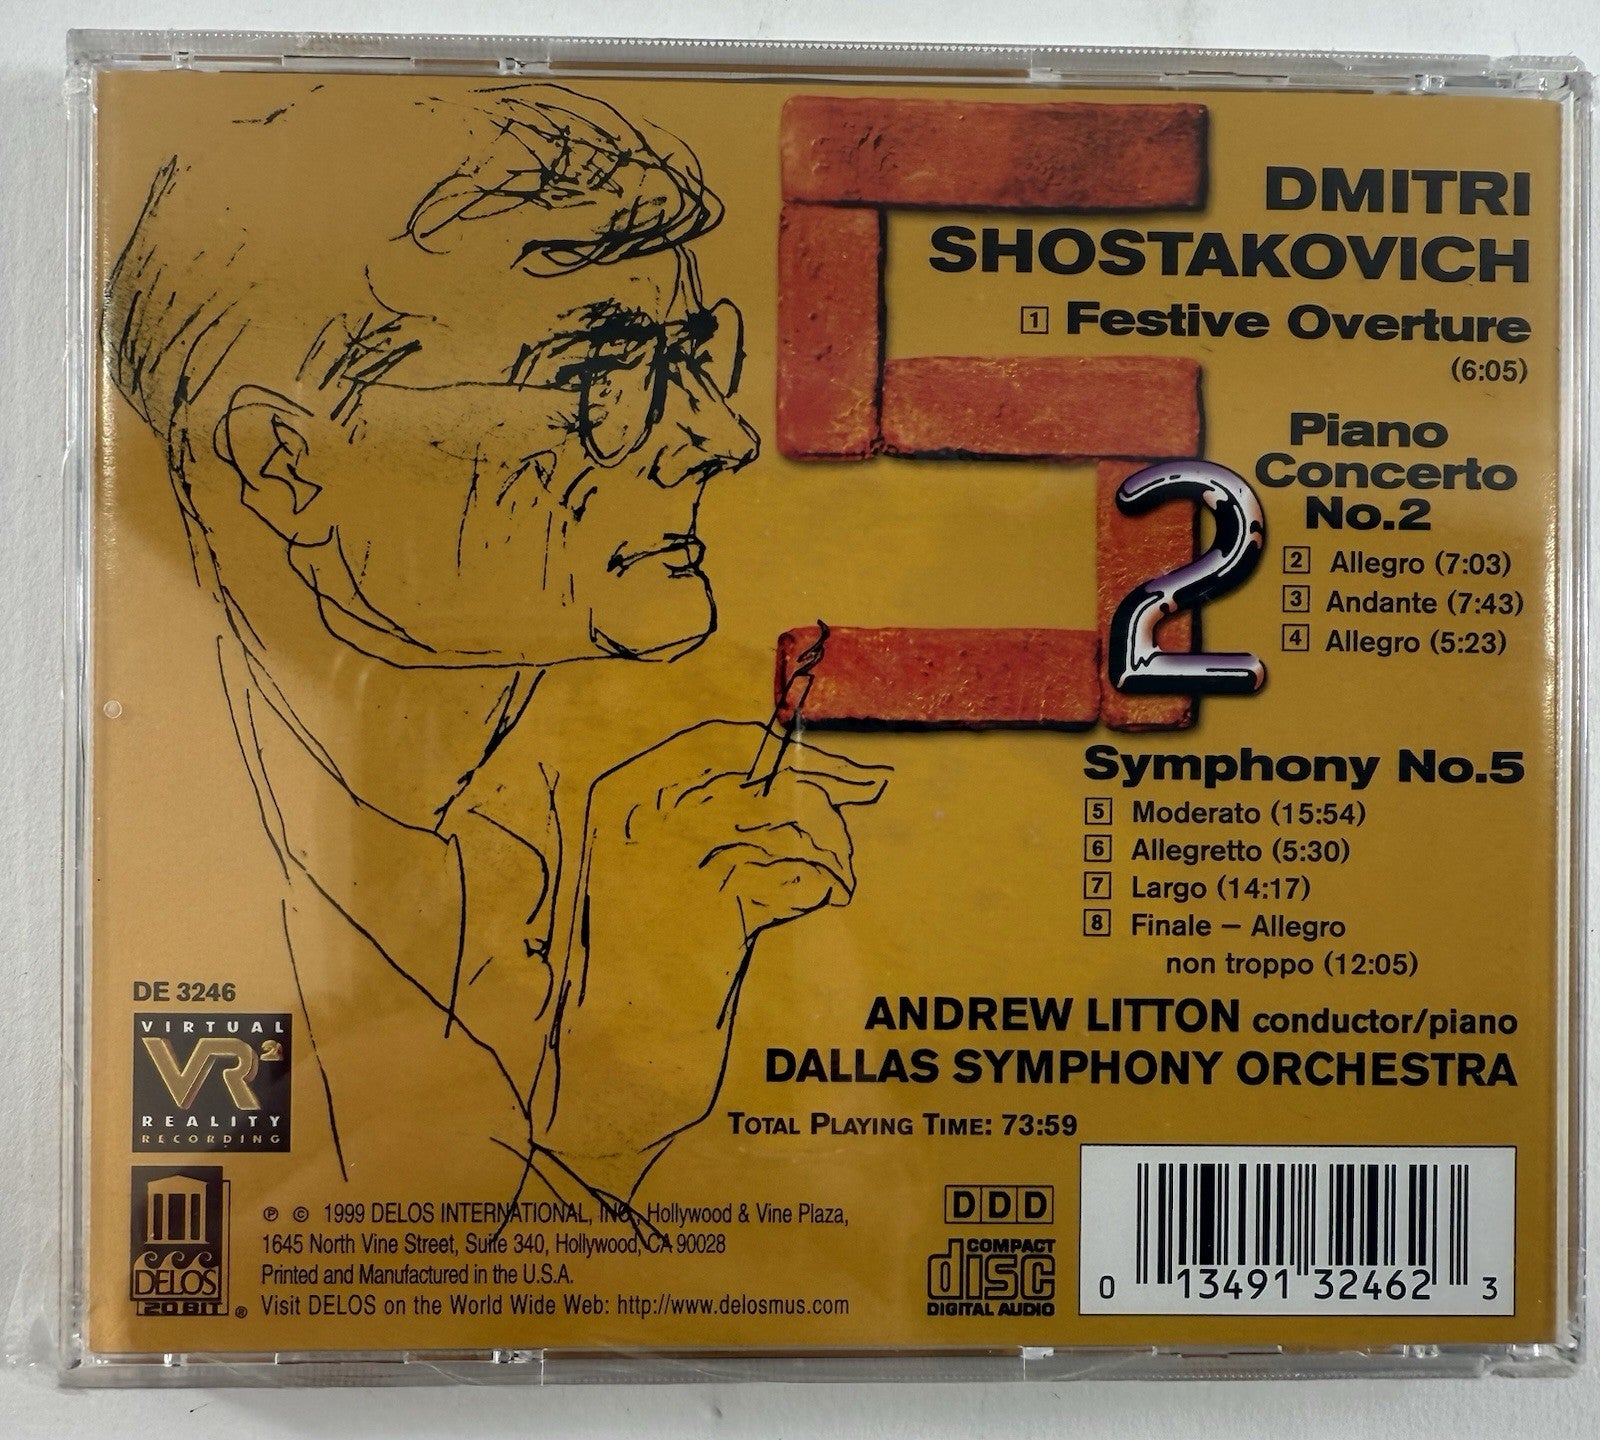 DMITRI
SHOSTAKOVICH
1 Festive Overture
(6:05)
5
2
Piano
Concerto
No.2
2 Allegro (7:03)
3 Andante (7:43)
4 Allegro (5:23)
Symphony No.5
5 Moderato (15:54)
6 Allegretto (5:30)
7 Largo (14:17)
8 Finale – Allegro
non troppo (12:05)
ANDREW LITTON conductor/piano
DALLAS SYMPHONY ORCHESTRA
TOTAL PLAYING TIME: 73:59
DE 3246
VIRTUAL
VR²
REALITY
RECORDING
DELOS
20 BIT ®
℗ © 1999 DELOS INTERNATIONAL, INC., Hollywood & Vine Plaza,
1645 North Vine Street, Suite 340, Hollywood, CA 90028
Printed and Manufactured in the U.S.A.
Visit DELOS on the World Wide Web: http://www.delosmus.com
DDD
COMPACT
disc
DIGITAL AUDIO
0 13491 32462 3